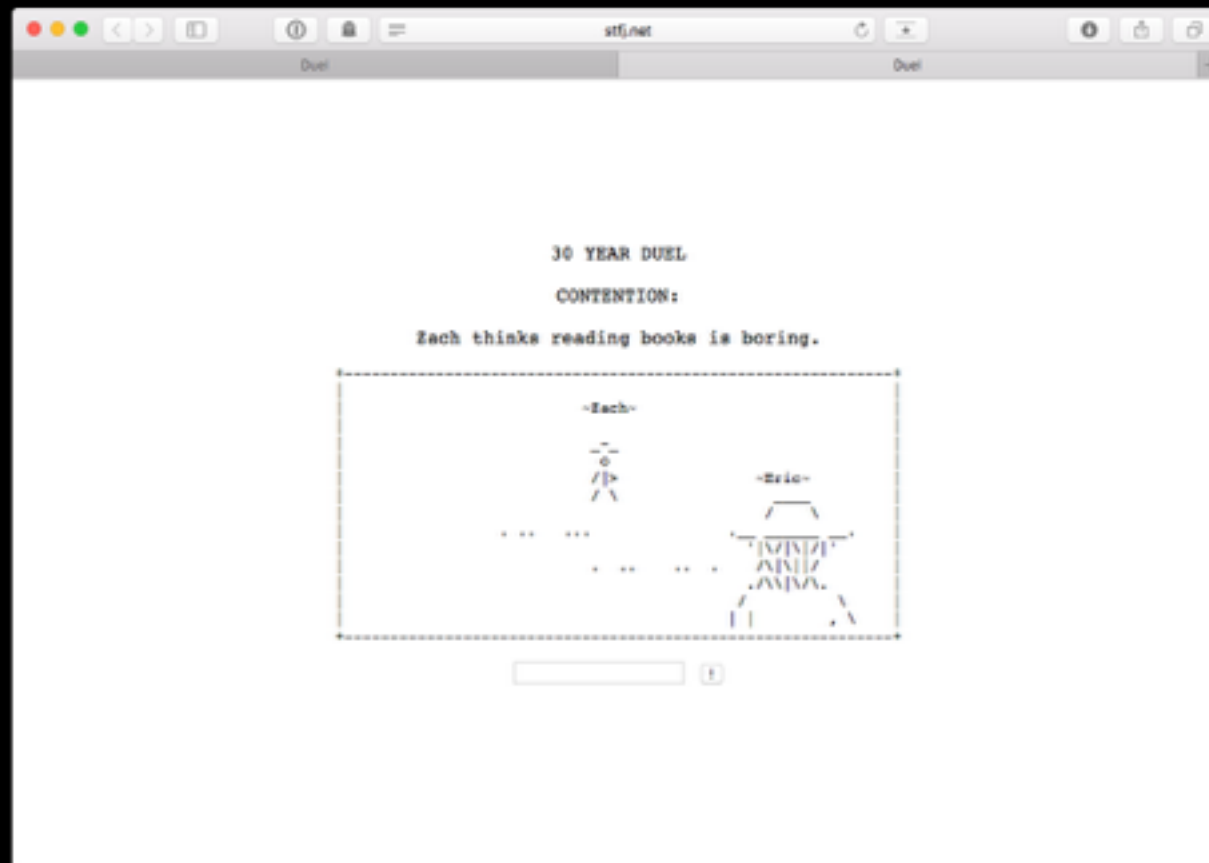 stfj.net
Duel
Duel
30 YEAR DUEL
CONTENTION:
Zach thinks reading books is boring.
~Zach~
~Eric~
!